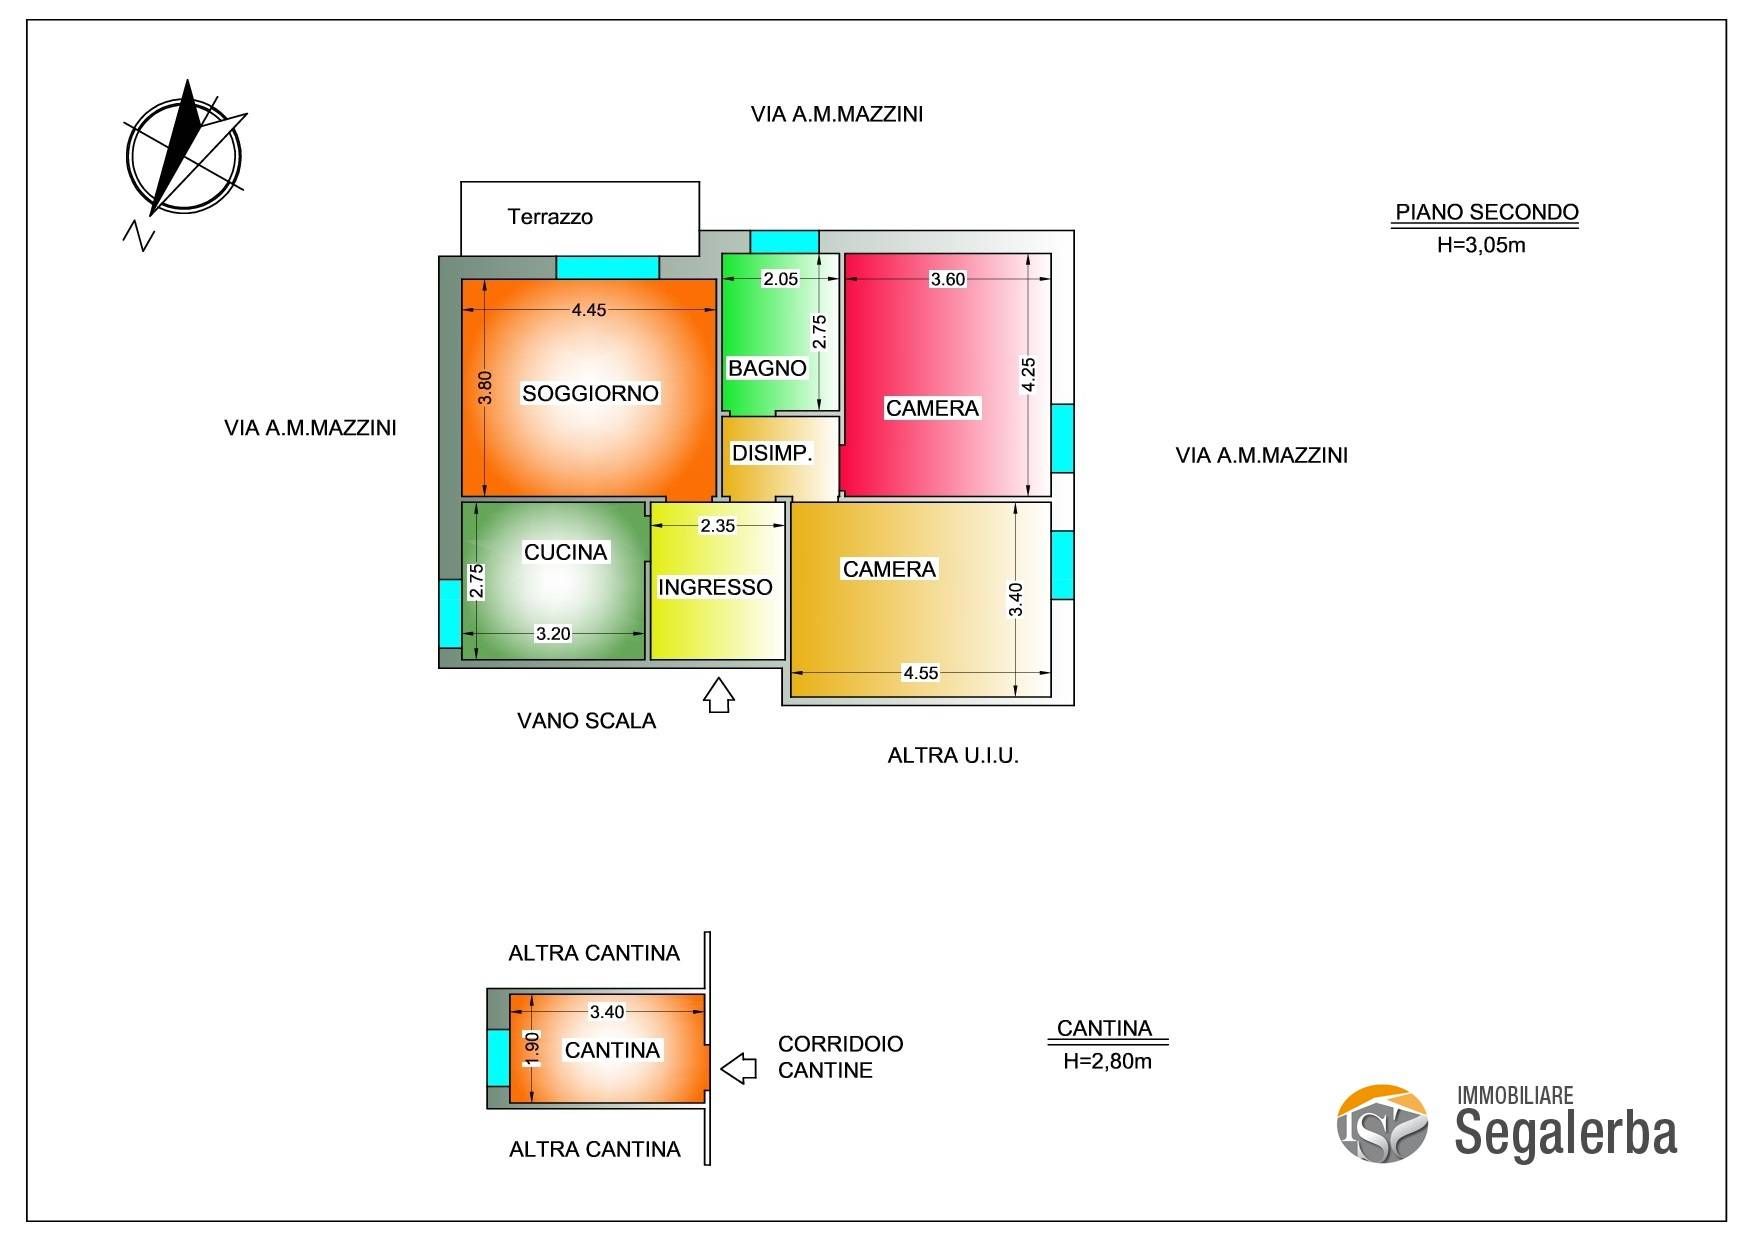 VIA A.M.MAZZINI
Terrazzo
PIANO SECONDO
H=3,05m
N
2.05
3.60
4.45
2.75
4.25
3.80
BAGNO
SOGGIORNO
CAMERA
VIA A.M.MAZZINI
DISIMP.
VIA A.M.MAZZINI
2.35
CUCINA
CAMERA
2.75
INGRESSO
3.40
3.20
4.55
VANO SCALA
ALTRA U.I.U.
ALTRA CANTINA
3.40
1.90
CANTINA
CORRIDOIO
CANTINE
CANTINA
H=2,80m
ALTRA CANTINA
IS
IMMOBILIARE
Segalerba